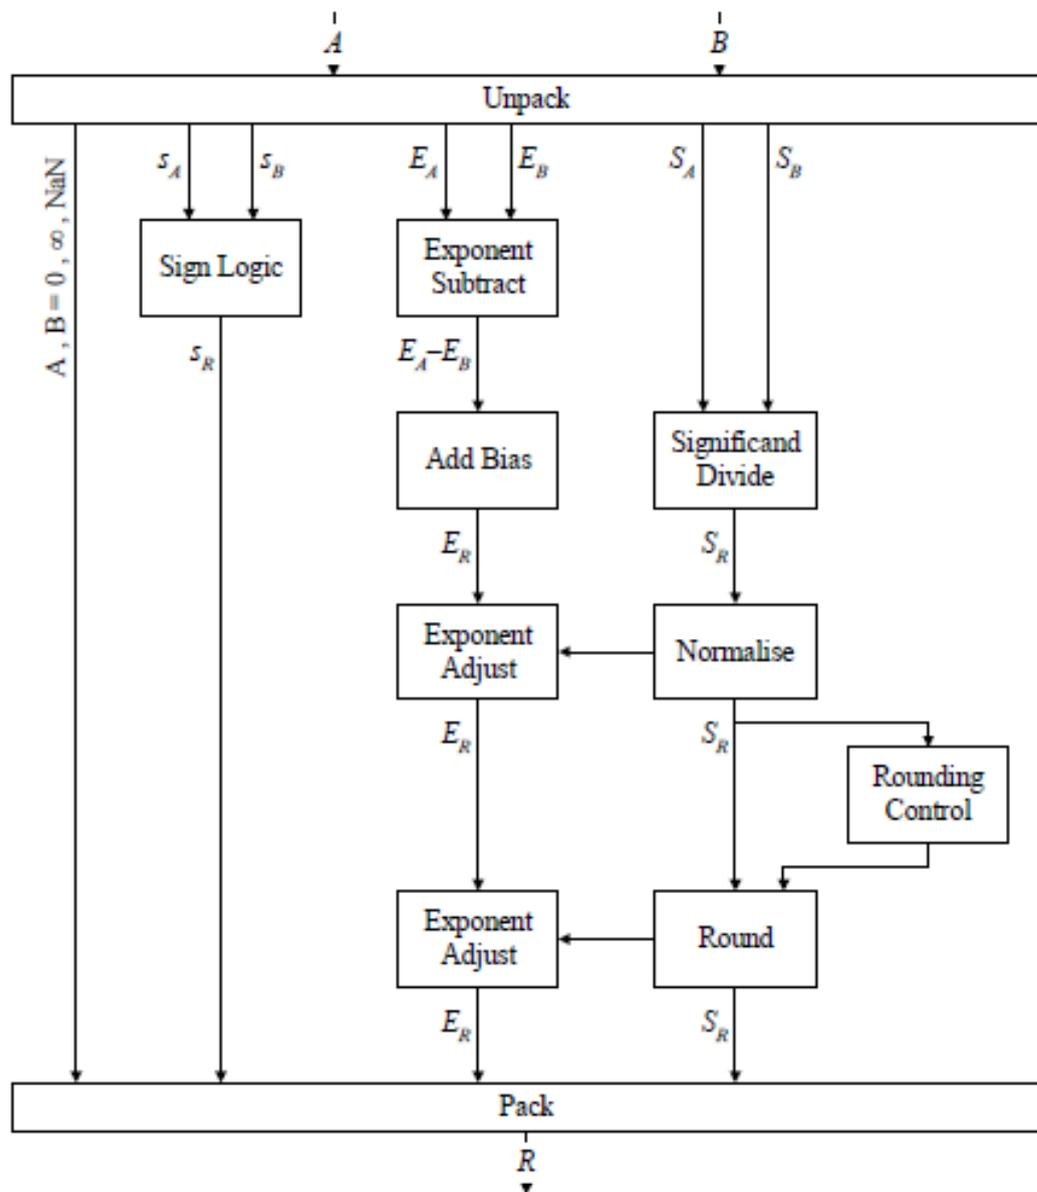 A B
Unpack
A , B = 0 , ∞ , NaN
s_A s_B E_A E_B S_A S_B
Sign Logic
Exponent
Subtract
s_R
E_A–E_B
Add Bias
Significand
Divide
E_R S_R
Exponent
Adjust
Normalise
E_R S_R
Rounding
Control
Exponent
Adjust
Round
E_R S_R
Pack
R